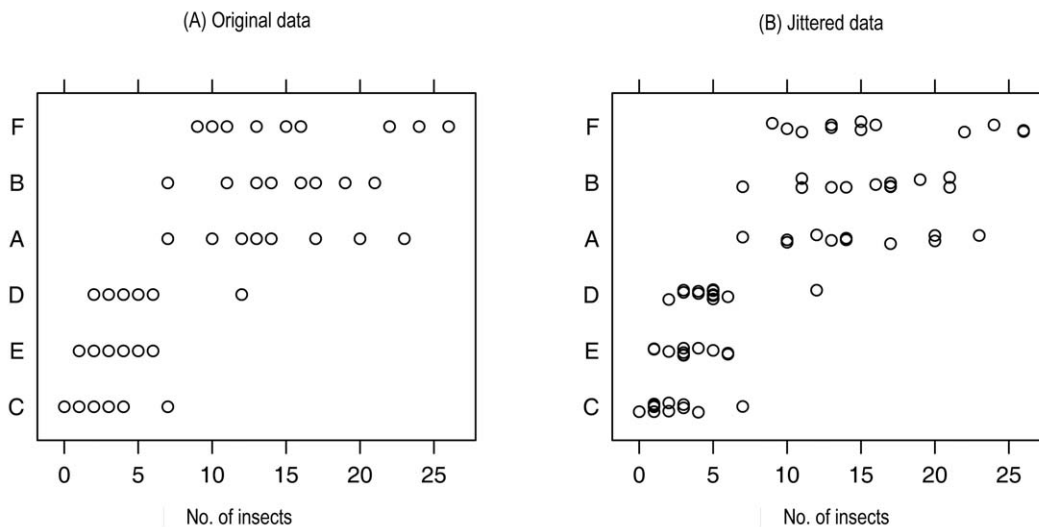 (A) Original data
(B) Jittered data
F
B
A
D
E
C
0 5 10 15 20 25
No. of insects
F
B
A
D
E
C
0 5 10 15 20 25
No. of insects